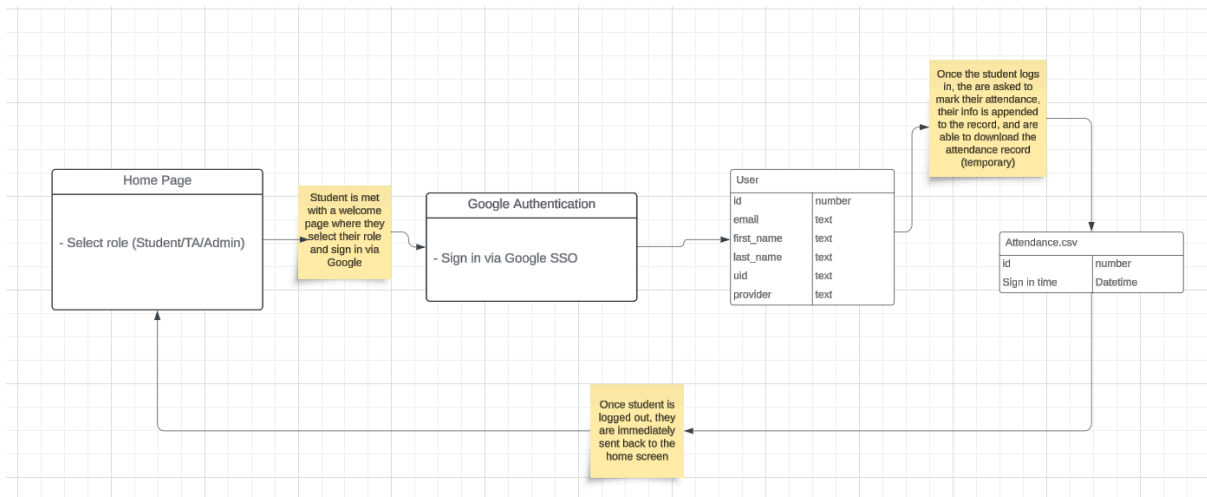 Home Page
- Select role (Student/TA/Admin)
Student is met
with a welcome
page where they
select their role
and sign in via
Google
Google Authentication
- Sign in via Google SSO
User
id number
email text
first_name text
last_name text
uid text
provider text
Once the student logs
in, the are asked to
mark their attendance,
their info is appended
to the record, and are
able to download the
attendance record
(temporary)
Attendance.csv
id number
Sign in time Datetime
Once student is
logged out, they
are immediately
sent back to the
home screen